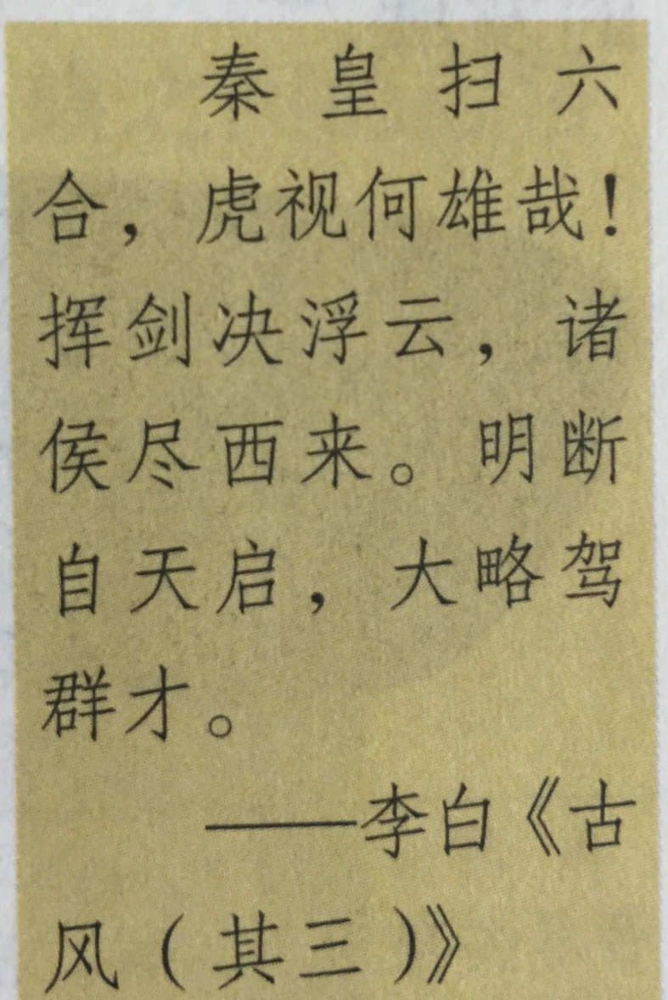 秦皇扫六
合，虎视何雄哉！
挥剑决浮云，诸
侯尽西来。明断
自天启，大略驾
群才。
——李白《古
风（其三）》